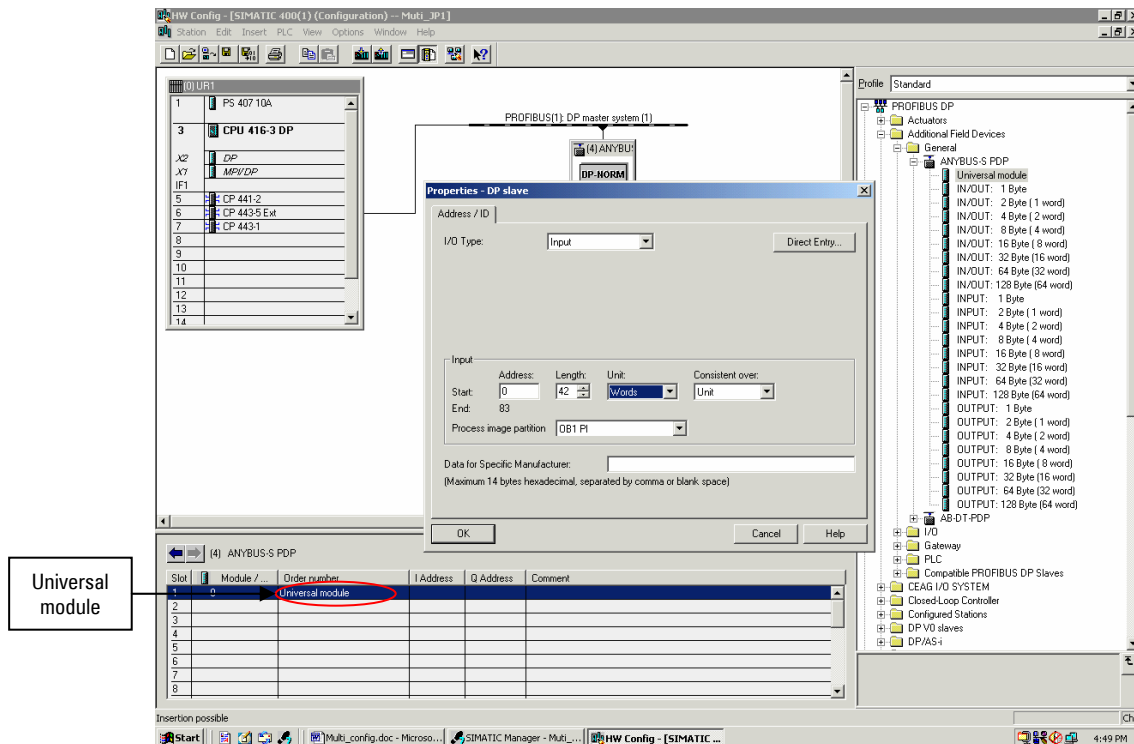 HW Config - [SIMATIC 400(1) (Configuration) -- Muti_JP1]
Station Edit Insert PLC View Options Window Help
(0) UR1
1 PS 407 10A
3 CPU 416-3 DP
X2 DP
X1 MPI/DP
IF1
5 CP 441-2
6 CP 443-5 Ext
7 CP 443-1
8
9
10
11
12
13
14
PROFIBUS(1): DP master system (1)
(4) ANYBUS
DP-NORM
Properties - DP slave
Address / ID
I/O Type: Input Direct Entry...
Input
Address: Length: Unit: Consistent over:
Start: 0 42 Words Unit
End: 83
Process image partition OB1 PI
Data for Specific Manufacturer:
(Maximum 14 bytes hexadecimal, separated by comma or blank space)
OK Cancel Help
Profile Standard
PROFIBUS DP
Actuators
Additional Field Devices
General
ANYBUS-S PDP
Universal module
IN/OUT: 1 Byte
IN/OUT: 2 Byte ( 1 word)
IN/OUT: 4 Byte ( 2 word)
IN/OUT: 8 Byte ( 4 word)
IN/OUT: 16 Byte ( 8 word)
IN/OUT: 32 Byte (16 word)
IN/OUT: 64 Byte (32 word)
IN/OUT: 128 Byte (64 word)
INPUT: 1 Byte
INPUT: 2 Byte ( 1 word)
INPUT: 4 Byte ( 2 word)
INPUT: 8 Byte ( 4 word)
INPUT: 16 Byte ( 8 word)
INPUT: 32 Byte (16 word)
INPUT: 64 Byte (32 word)
INPUT: 128 Byte (64 word)
OUTPUT: 1 Byte
OUTPUT: 2 Byte ( 1 word)
OUTPUT: 4 Byte ( 2 word)
OUTPUT: 8 Byte ( 4 word)
OUTPUT: 16 Byte ( 8 word)
OUTPUT: 32 Byte (16 word)
OUTPUT: 64 Byte (32 word)
OUTPUT: 128 Byte (64 word)
AB-DT-PDP
I/O
Gateway
PLC
Compatible PROFIBUS DP Slaves
CEAG I/O SYSTEM
Closed-Loop Controller
Configured Stations
DP V0 slaves
DP/AS-i
(4) ANYBUS-S PDP
Slot Module / ... Order number I Address Q Address Comment
1 0 Universal module
2
3
4
5
6
7
8
Universal
module
Insertion possible
Ch
Start Muti_config.doc - Microso... SIMATIC Manager - Muti_... HW Config - [SIMATIC ... 4:49 PM